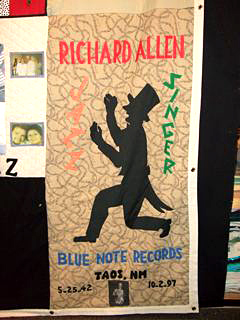 RICHARD ALLEN
JAZZ
SINGER
BLUE NOTE RECORDS
TAOS, NM
5-25-42 10-2-97
Z